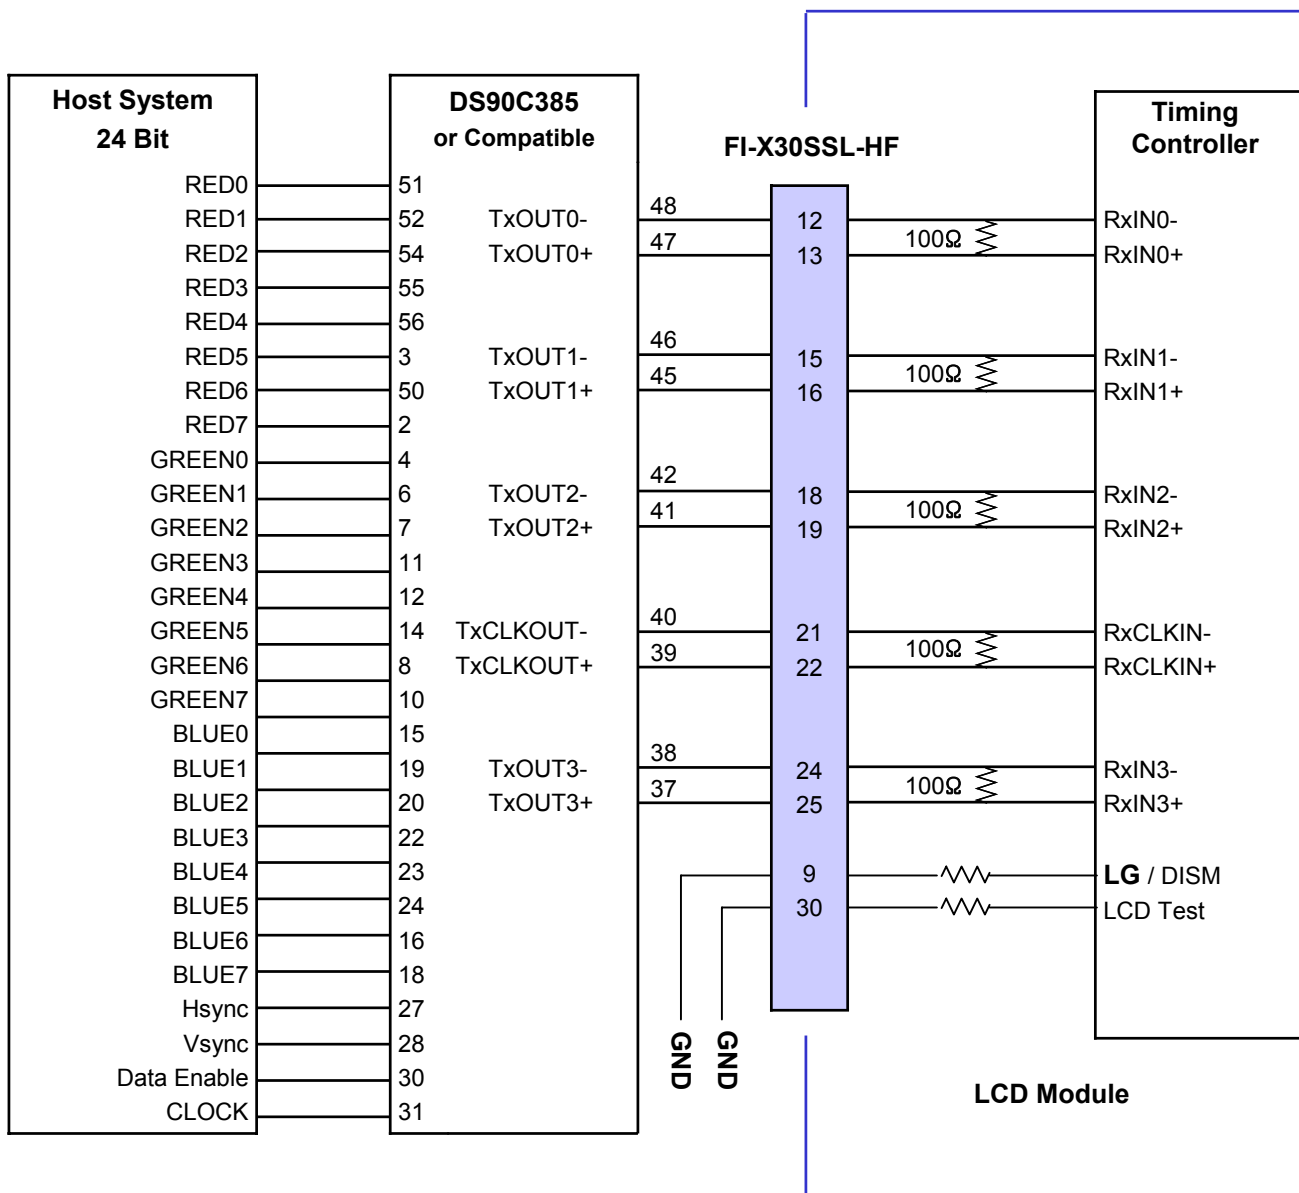 Host System
24 Bit
RED0
RED1
RED2
RED3
RED4
RED5
RED6
RED7
GREEN0
GREEN1
GREEN2
GREEN3
GREEN4
GREEN5
GREEN6
GREEN7
BLUE0
BLUE1
BLUE2
BLUE3
BLUE4
BLUE5
BLUE6
BLUE7
Hsync
Vsync
Data Enable
CLOCK
DS90C385
or Compatible
51
52 TxOUT0-
54 TxOUT0+
55
56
3 TxOUT1-
50 TxOUT1+
2
4
6 TxOUT2-
7 TxOUT2+
11
12
14 TxCLKOUT-
8 TxCLKOUT+
10
15
19 TxOUT3-
20 TxOUT3+
22
23
24
16
18
27
28
30
31
48
47
46
45
42
41
40
39
38
37
GND
GND
FI-X30SSL-HF
12
13
15
16
18
19
21
22
24
25
9
30
100Ω
100Ω
100Ω
100Ω
100Ω
Timing
Controller
RxIN0-
RxIN0+
RxIN1-
RxIN1+
RxIN2-
RxIN2+
RxCLKIN-
RxCLKIN+
RxIN3-
RxIN3+
LG / DISM
LCD Test
LCD Module